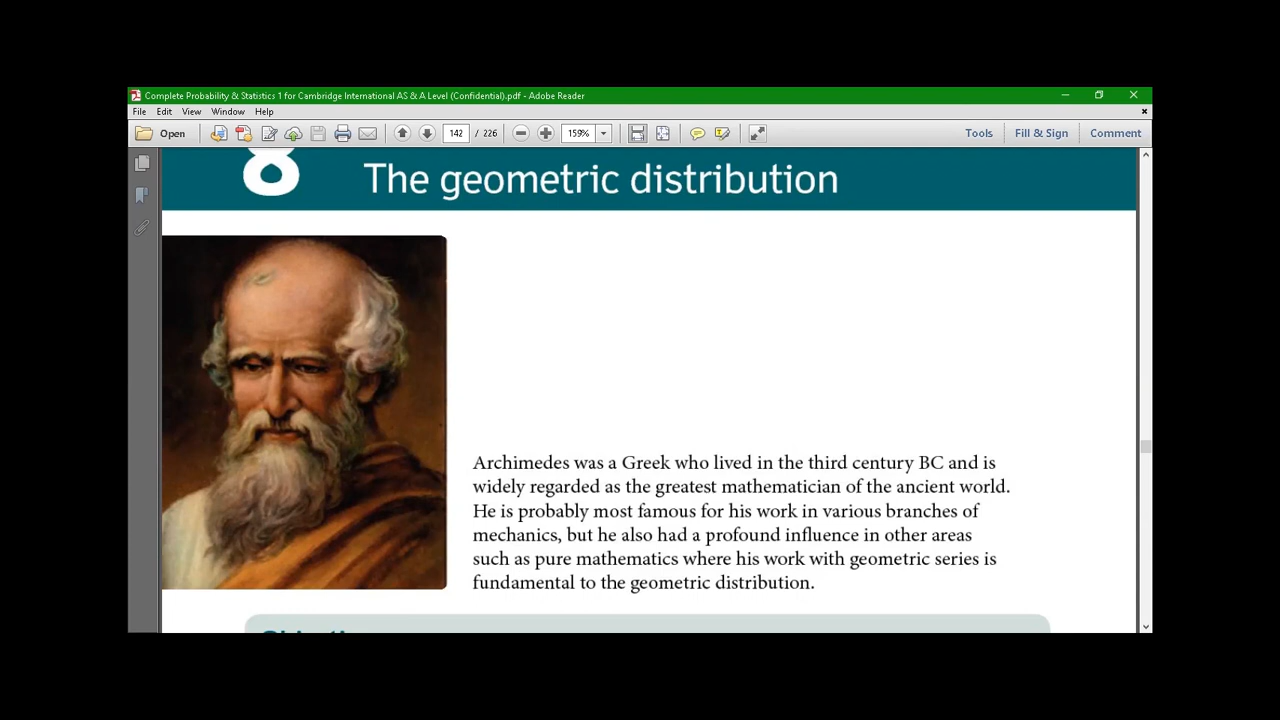 Complete Probability & Statistics 1 for Cambridge International AS & A Level (Confidential).pdf - Adobe Reader
File Edit View Window Help
Open 142 / 226 159% Tools Fill & Sign Comment
8 The geometric distribution
Archimedes was a Greek who lived in the third century BC and is
widely regarded as the greatest mathematician of the ancient world.
He is probably most famous for his work in various branches of
mechanics, but he also had a profound influence in other areas
such as pure mathematics where his work with geometric series is
fundamental to the geometric distribution.